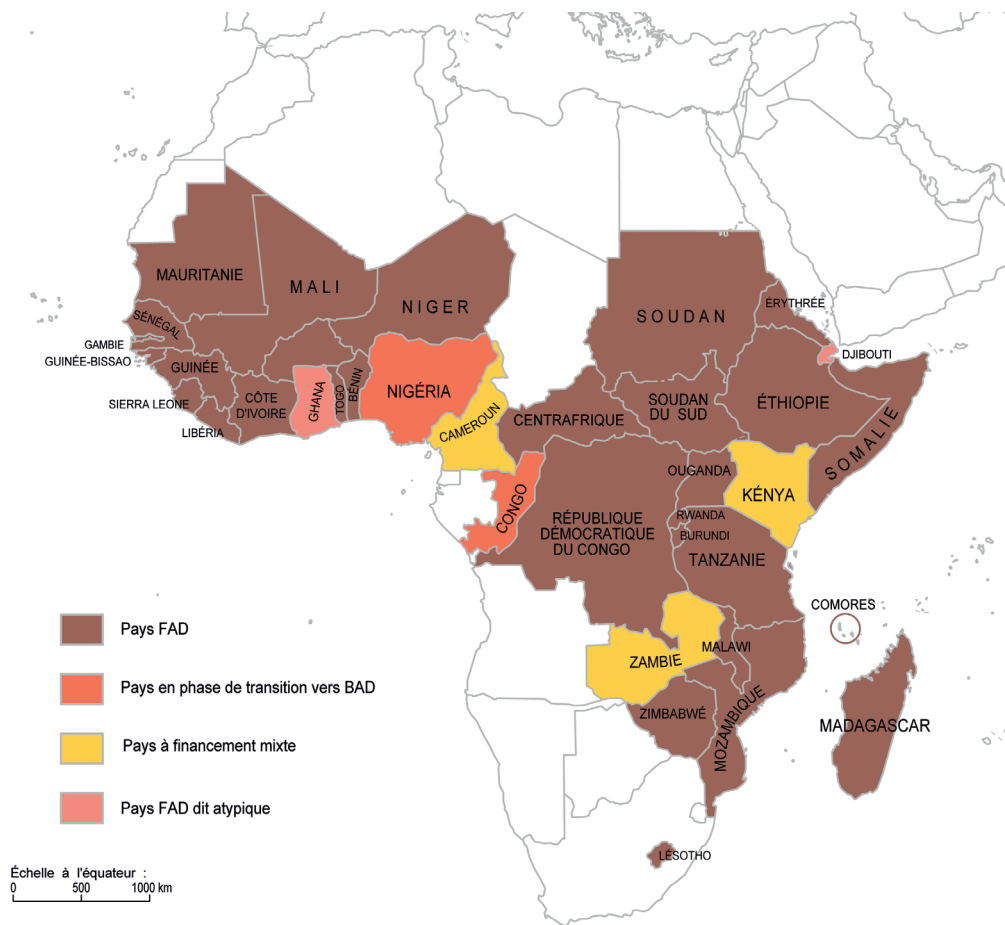 MAURITANIE
MALI
NIGER
SOUDAN
ÉRYTHRÉE
SÉNÉGAL
GAMBIE
GUINÉE-BISSAO
GUINÉE
SIERRA LEONE
LIBÉRIA
CÔTE
D'IVOIRE
GHANA
TOGO
BÉNIN
NIGÉRIA
CAMEROUN
CENTRAFRIQUE
SOUDAN
DU SUD
ÉTHIOPIE
DJIBOUTI
SOMALIE
OUGANDA
KÉNYA
CONGO
RÉPUBLIQUE
DÉMOCRATIQUE
DU CONGO
RWANDA
BURUNDI
TANZANIE
COMORES
ZAMBIE
MALAWI
ZIMBABWÉ
MOZAMBIQUE
MADAGASCAR
LÉSOTHO
Pays FAD
Pays en phase de transition vers BAD
Pays à financement mixte
Pays FAD dit atypique
Échelle à l'équateur :
0 500 1000 km